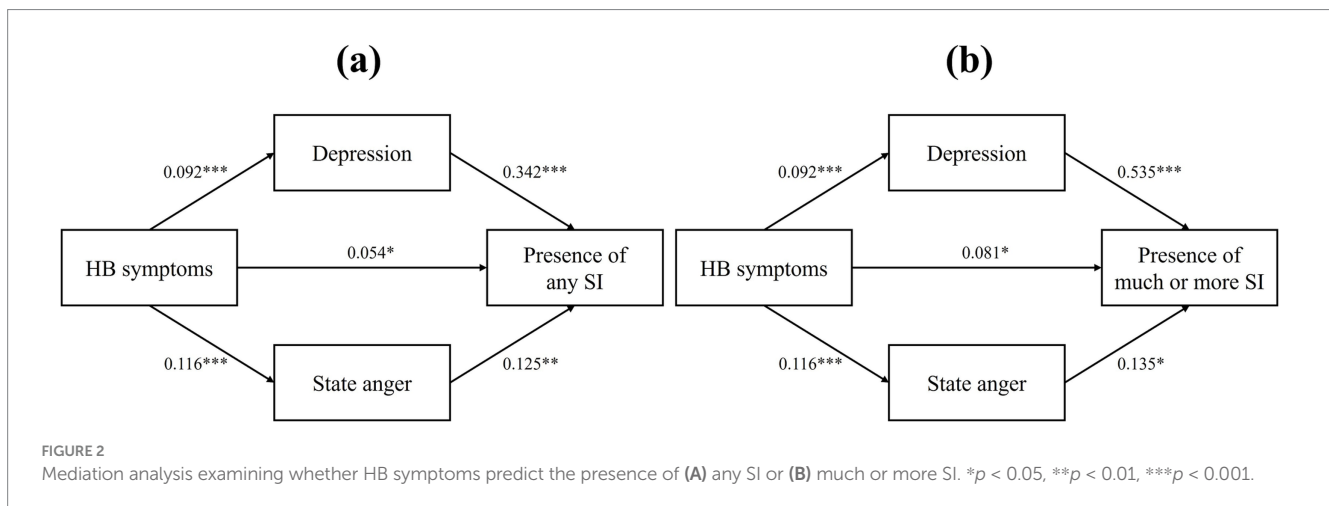 (a)
Depression
0.092***
0.342***
HB symptoms
0.054*
Presence of
any SI
0.116***
0.125**
State anger
(b)
Depression
0.092***
0.535***
HB symptoms
0.081*
Presence of
much or more SI
0.116***
0.135*
State anger
FIGURE 2
Mediation analysis examining whether HB symptoms predict the presence of (A) any SI or (B) much or more SI. *p < 0.05, **p < 0.01, ***p < 0.001.